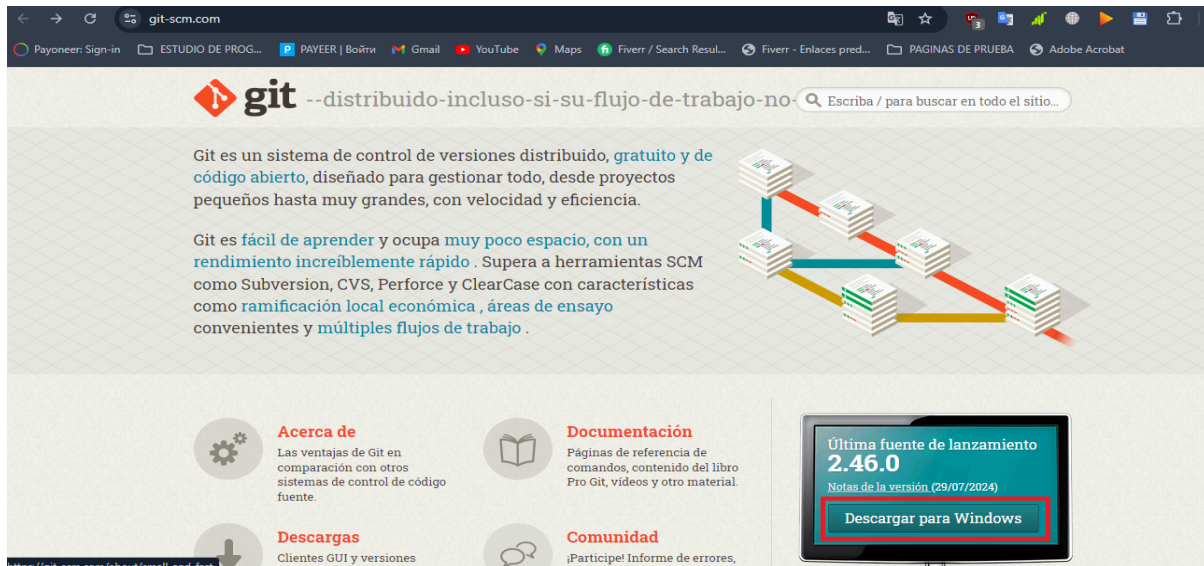 git-scm.com
3
Payoneer: Sign-in ESTUDIO DE PROG... PAYEER | Войти Gmail YouTube Maps Fiverr / Search Resul... Fiverr - Enlaces pred... PAGINAS DE PRUEBA Adobe Acrobat
git --distribuido-incluso-si-su-flujo-de-trabajo-no- Escriba / para buscar en todo el sitio...
Git es un sistema de control de versiones distribuido, gratuito y de
código abierto, diseñado para gestionar todo, desde proyectos
pequeños hasta muy grandes, con velocidad y eficiencia.
Git es fácil de aprender y ocupa muy poco espacio, con un
rendimiento increíblemente rápido . Supera a herramientas SCM
como Subversion, CVS, Perforce y ClearCase con características
como ramificación local económica , áreas de ensayo
convenientes y múltiples flujos de trabajo .
Acerca de
Las ventajas de Git en
comparación con otros
sistemas de control de código
fuente.
Documentación
Páginas de referencia de
comandos, contenido del libro
Pro Git, vídeos y otro material.
Descargas
Clientes GUI y versiones
Comunidad
¡Participe! Informe de errores,
Última fuente de lanzamiento
2.46.0
Notas de la versión (29/07/2024)
Descargar para Windows